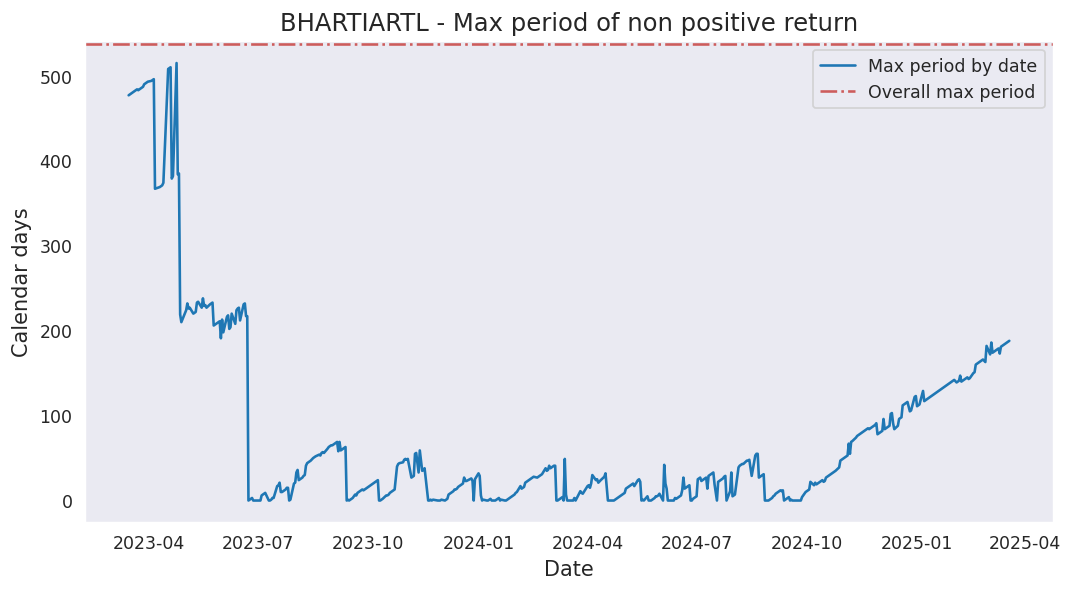 BHARTIARTL - Max period of non positive return
Max period by date
Overall max period
Calendar days
500
400
300
200
100
0
2023-04 2023-07 2023-10 2024-01 2024-04 2024-07 2024-10 2025-01 2025-04
Date